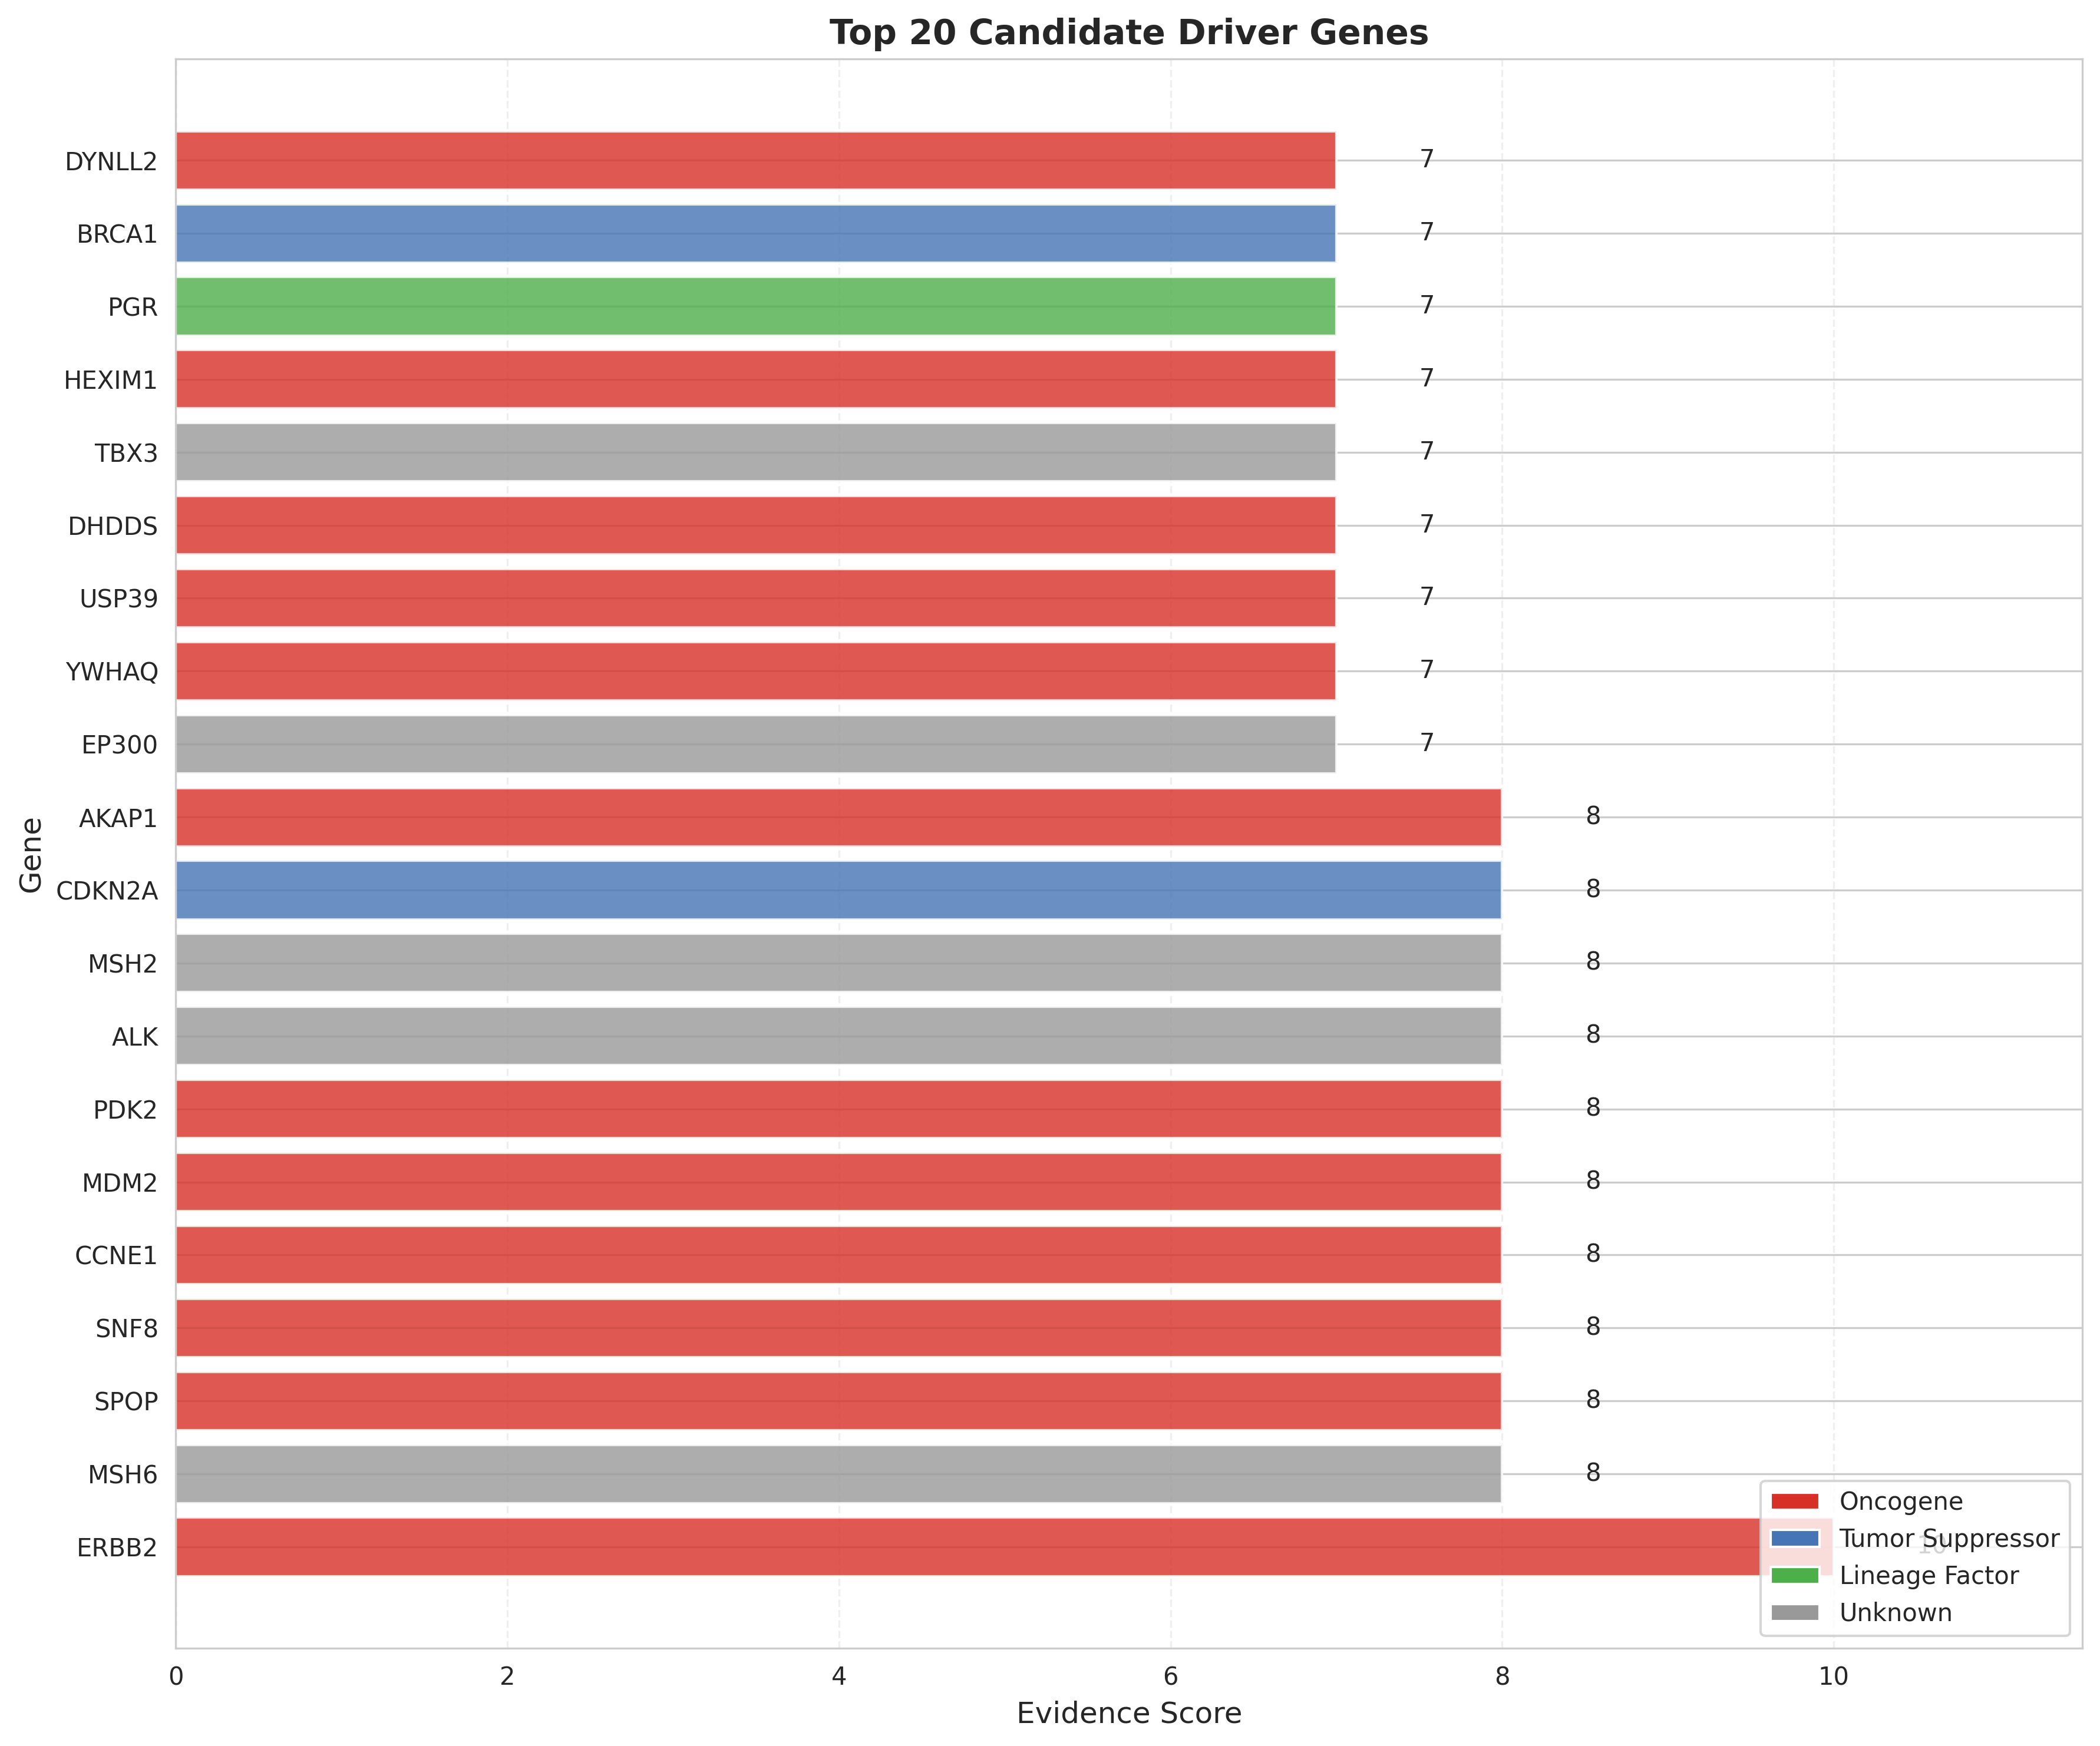 Top 20 Candidate Driver Genes
DYNLL2 7
BRCA1 7
PGR 7
HEXIM1 7
TBX3 7
DHDDS 7
USP39 7
YWHAQ 7
EP300 7
AKAP1 8
CDKN2A 8
MSH2 8
ALK 8
PDK2 8
MDM2 8
CCNE1 8
SNF8 8
SPOP 8
MSH6 8
ERBB2 10
Gene
Oncogene
Tumor Suppressor
Lineage Factor
Unknown
0 2 4 6 8 10
Evidence Score